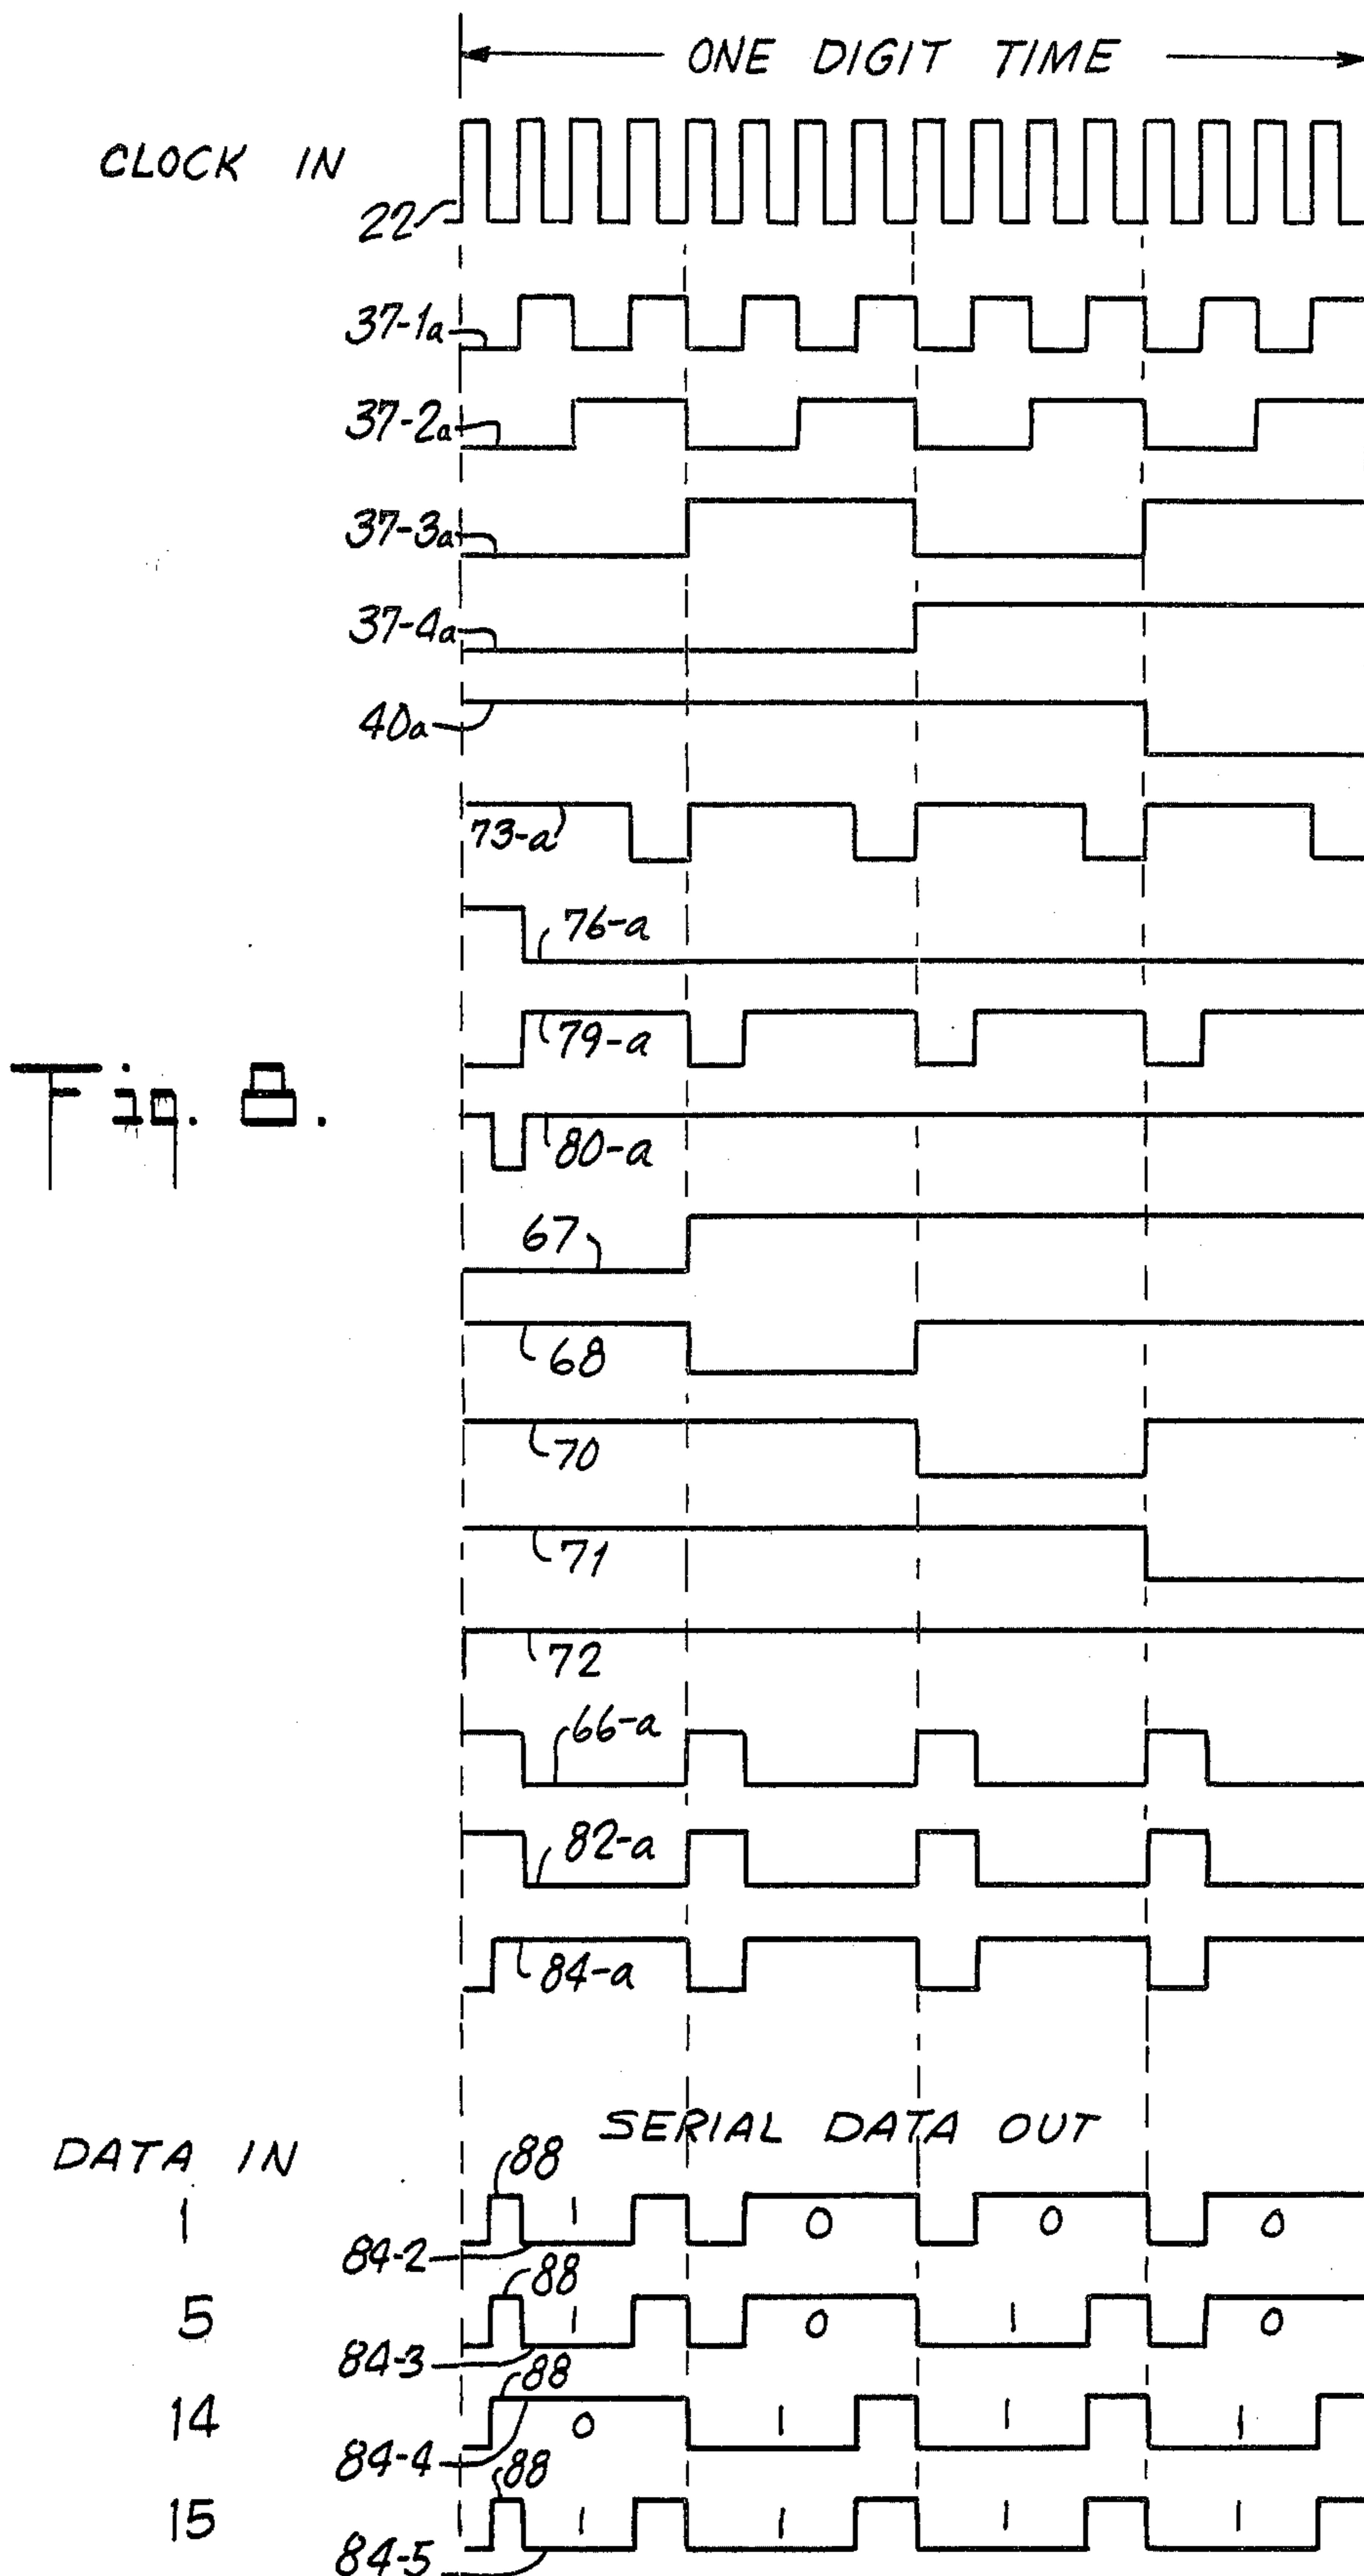 ONE DIGIT TIME
CLOCK IN
22
37-1a
37-2a
37-3a
37-4a
40a
73-a
76-a
79-a
Fig. 8.
80-a
67
68
70
71
72
66-a
82-a
84-a
SERIAL DATA OUT
DATA IN
88
1 1 0 0 0
84-2
88
5 1 0 1 0
84-3
88
14 0 1 1 1
84-4
88
15 1 1 1 1
84-5